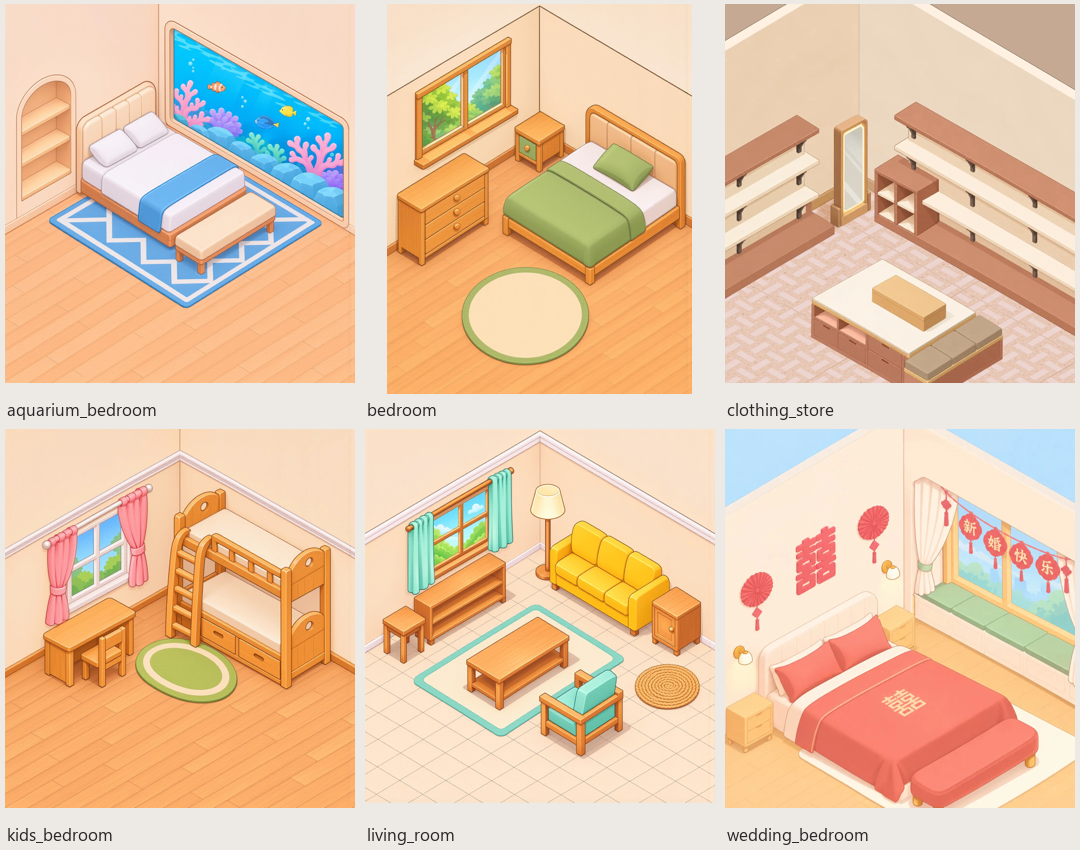 aquarium_bedroom
bedroom
clothing_store
囍
新婚快乐
囍
kids_bedroom
living_room
wedding_bedroom